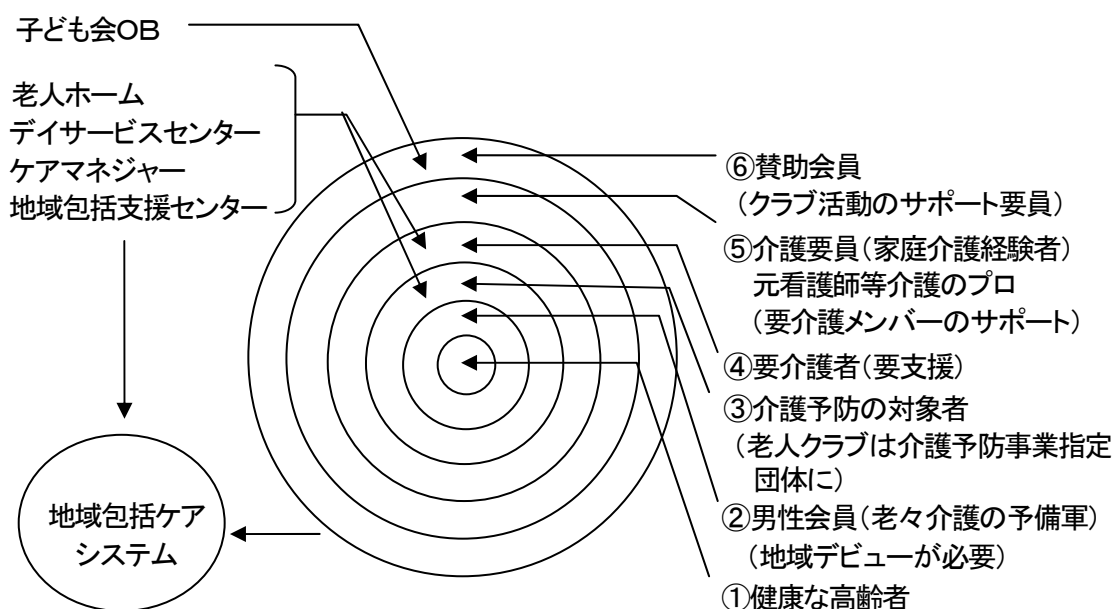 子ども会OB
老人ホーム
デイサービスセンター
ケアマネジャー
地域包括支援センター
地域包括ケア
システム
⑥賛助会員
(クラブ活動のサポート要員)
⑤介護要員(家庭介護経験者)
元看護師等介護のプロ
(要介護メンバーのサポート)
④要介護者(要支援)
③介護予防の対象者
(老人クラブは介護予防事業指定
団体に)
②男性会員(老々介護の予備軍)
(地域デビューが必要)
①健康な高齢者